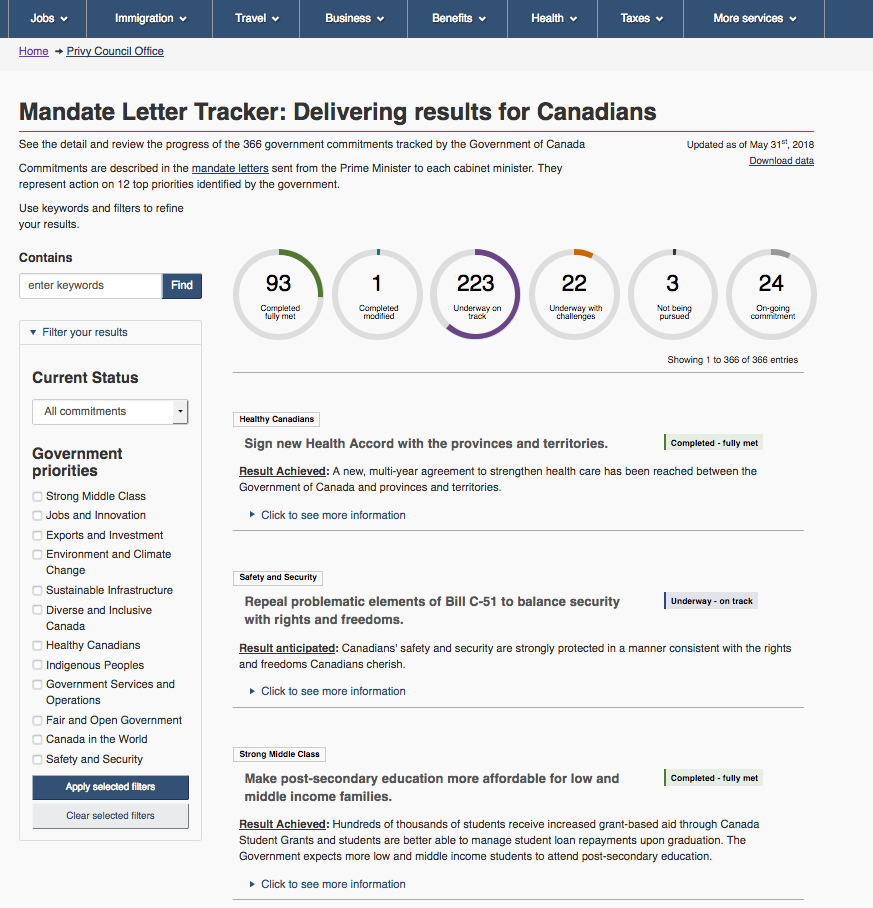 Jobs Immigration Travel Business Benefits Health Taxes More services
Home → Privy Council Office
Mandate Letter Tracker: Delivering results for Canadians
See the detail and review the progress of the 366 government commitments tracked by the Government of Canada
Updated as of May 31st, 2018
Download data
Commitments are described in the mandate letters sent from the Prime Minister to each cabinet minister. They
represent action on 12 top priorities identified by the government.
Use keywords and filters to refine
your results.
Contains
enter keywords Find
Filter your results
Current Status
All commitments
Government
priorities
Strong Middle Class
Jobs and Innovation
Exports and Investment
Environment and Climate
Change
Sustainable Infrastructure
Diverse and Inclusive
Canada
Healthy Canadians
Indigenous Peoples
Government Services and
Operations
Fair and Open Government
Canada in the World
Safety and Security
Apply selected filters
Clear selected filters
93
Completed
fully met
1
Completed
modified
223
Underway on
track
22
Underway with
challenges
3
Not being
pursued
24
On-going
commitment
Showing 1 to 366 of 366 entries
Healthy Canadians
Sign new Health Accord with the provinces and territories.
Completed - fully met
Result Achieved: A new, multi-year agreement to strengthen health care has been reached between the
Government of Canada and provinces and territories.
Click to see more information
Safety and Security
Repeal problematic elements of Bill C-51 to balance security
with rights and freedoms.
Underway - on track
Result anticipated: Canadians' safety and security are strongly protected in a manner consistent with the rights
and freedoms Canadians cherish.
Click to see more information
Strong Middle Class
Make post-secondary education more affordable for low and
middle income families.
Completed - fully met
Result Achieved: Hundreds of thousands of students receive increased grant-based aid through Canada
Student Grants and students are better able to manage student loan repayments upon graduation. The
Government expects more low and middle income students to attend post-secondary education.
Click to see more information